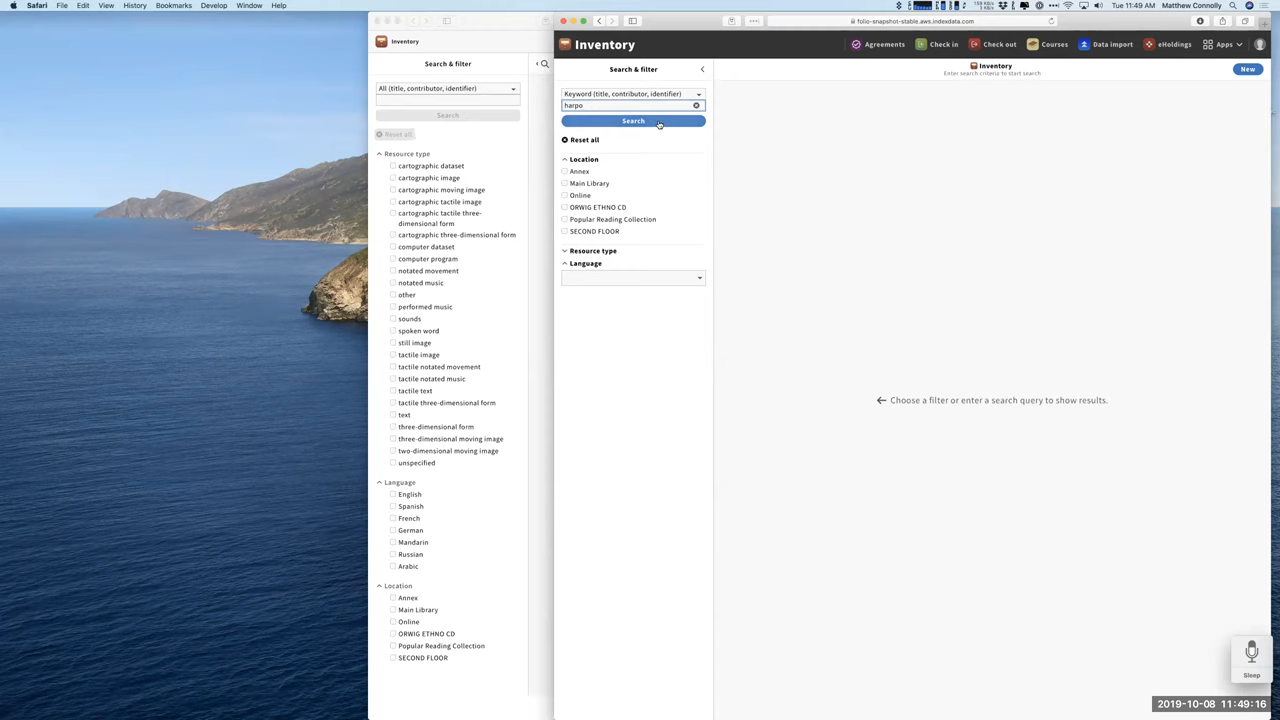 Safari File Edit View History Bookmarks Develop Window Help
Tue 11:49 AM Matthew Connolly
folio-snapshot-stable.aws.indexdata.com
Inventory
Search & filter
All (title, contributor, identifier)
Search
Reset all
Resource type
cartographic dataset
cartographic image
cartographic moving image
cartographic tactile image
cartographic tactile three-
dimensional form
cartographic three-dimensional form
computer dataset
computer program
notated movement
notated music
other
performed music
sounds
spoken word
still image
tactile image
tactile notated movement
tactile notated music
tactile text
tactile three-dimensional form
text
three-dimensional form
three-dimensional moving image
two-dimensional moving image
unspecified
Language
English
Spanish
French
German
Mandarin
Russian
Arabic
Location
Annex
Main Library
Online
ORWIG ETHNO CD
Popular Reading Collection
SECOND FLOOR
Inventory
Agreements Check in Check out Courses Data import eHoldings Apps
Search & filter
Keyword (title, contributor, identifier)
harpo
Search
Reset all
Location
Annex
Main Library
Online
ORWIG ETHNO CD
Popular Reading Collection
SECOND FLOOR
Resource type
Language
Inventory
Enter search criteria to start search
New
Choose a filter or enter a search query to show results.
Sleep
2019-10-08 11:49:16